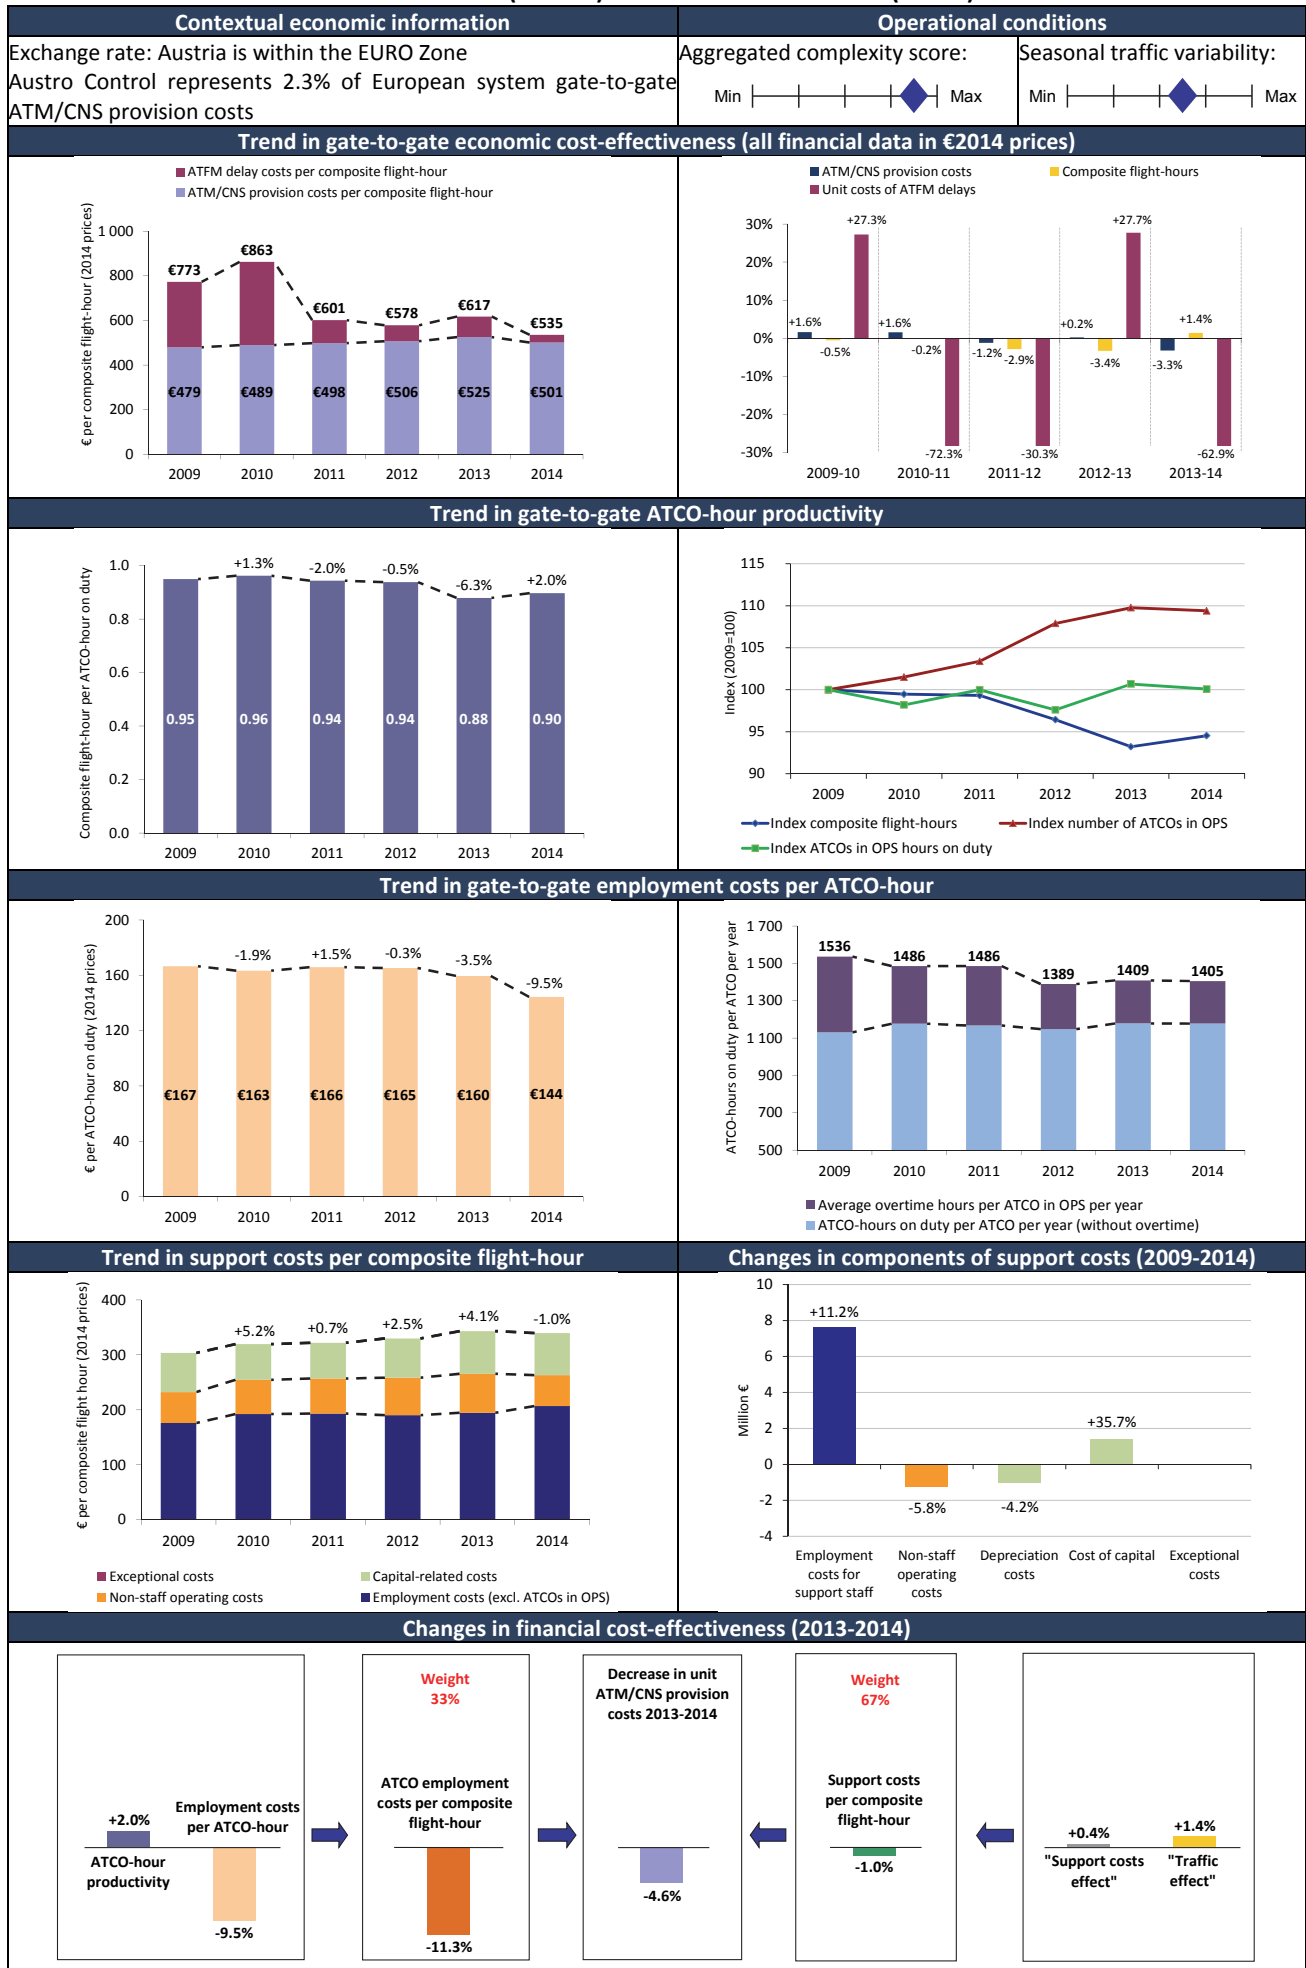 Contextual economic information
Operational conditions
Exchange rate: Austria is within the EURO Zone
Austro Control represents 2.3% of European system gate-to-gate
ATM/CNS provision costs
Aggregated complexity score:
Min Max
Seasonal traffic variability:
Min Max
Trend in gate-to-gate economic cost-effectiveness (all financial data in €2014 prices)
ATFM delay costs per composite flight-hour
ATM/CNS provision costs per composite flight-hour
€ per composite flight-hour (2014 prices)
1 000
800
600
400
200
0
€773 €863 €601 €578 €617 €535
€479 €489 €498 €506 €525 €501
2009 2010 2011 2012 2013 2014
ATM/CNS provision costs Composite flight-hours
Unit costs of ATFM delays
30%
20%
10%
0%
-10%
-20%
-30%
+1.6% -0.5% +27.3%
+1.6% -0.2% -72.3%
-1.2% -2.9% -30.3%
+0.2% -3.4% +27.7%
-3.3% +1.4% -62.9%
2009-10 2010-11 2011-12 2012-13 2013-14
Trend in gate-to-gate ATCO-hour productivity
Composite flight-hour per ATCO-hour on duty
1.0
0.8
0.6
0.4
0.2
0.0
+1.3% -2.0% -0.5% -6.3% +2.0%
0.95 0.96 0.94 0.94 0.88 0.90
2009 2010 2011 2012 2013 2014
Index (2009=100)
115
110
105
100
95
90
2009 2010 2011 2012 2013 2014
Index composite flight-hours Index number of ATCOs in OPS
Index ATCOs in OPS hours on duty
Trend in gate-to-gate employment costs per ATCO-hour
€ per ATCO-hour on duty (2014 prices)
200
160
120
80
40
0
-1.9% +1.5% -0.3% -3.5% -9.5%
€167 €163 €166 €165 €160 €144
2009 2010 2011 2012 2013 2014
ATCO-hours on duty per ATCO per year
1 700
1 500
1 300
1 100
900
700
500
1536 1486 1486 1389 1409 1405
2009 2010 2011 2012 2013 2014
Average overtime hours per ATCO in OPS per year
ATCO-hours on duty per ATCO per year (without overtime)
Trend in support costs per composite flight-hour
Changes in components of support costs (2009-2014)
€ per composite flight hour (2014 prices)
400
300
200
100
0
+5.2% +0.7% +2.5% +4.1% -1.0%
2009 2010 2011 2012 2013 2014
Exceptional costs Capital-related costs
Non-staff operating costs Employment costs (excl. ATCOs in OPS)
Million €
10
8
6
4
2
0
-2
-4
+11.2% -5.8% -4.2% +35.7%
Employment Non-staff Depreciation Cost of capital Exceptional
costs for operating costs costs
support staff costs
Changes in financial cost-effectiveness (2013-2014)
+2.0%
ATCO-hour
productivity
Employment costs
per ATCO-hour
-9.5%
Weight
33%
ATCO employment
costs per composite
flight-hour
-11.3%
Decrease in unit
ATM/CNS provision
costs 2013-2014
-4.6%
Weight
67%
Support costs
per composite
flight-hour
-1.0%
+0.4%
"Support costs
effect"
+1.4%
"Traffic
effect"